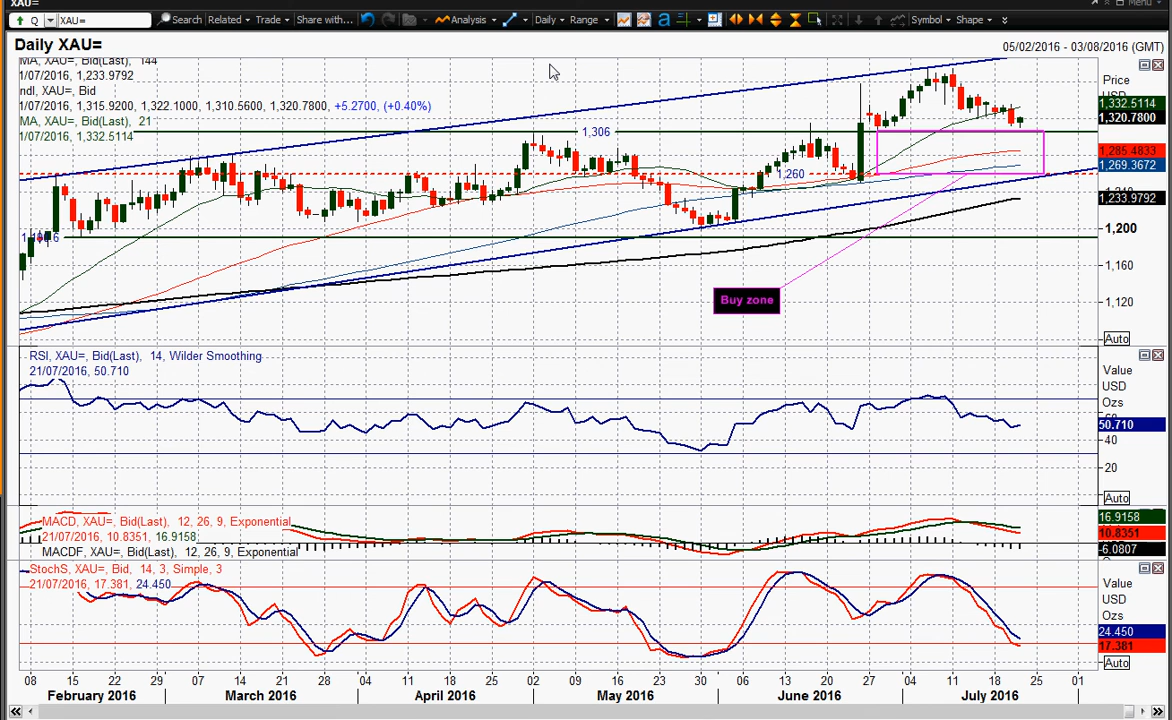 XAU=
Menu
Q XAU= Search Related Trade Share with... Analysis Daily Range Symbol Shape
Daily XAU=
05/02/2016 - 03/08/2016 (GMT)
MA, XAU=, Bid(Last), 144
1/07/2016, 1,233.9792
ndl, XAU=, Bid
1/07/2016, 1,315.9200, 1,322.1000, 1,310.5600, 1,320.7800, +5.2700, (+0.40%)
MA, XAU=, Bid(Last), 21
1/07/2016, 1,332.5114
Price
USD
1,332.5114
1,320.7800
1,306
1,285.4833
1,269.3672
1,260
1,240
1,233.9792
1,200
1,160
1,120
Buy zone
Auto
RSI, XAU=, Bid(Last), 14, Wilder Smoothing
21/07/2016, 50.710
Value
USD
Ozs
60
50.710
40
20
Auto
MACD, XAU=, Bid(Last), 12, 26, 9, Exponential
21/07/2016, 10.8351, 16.9158
MACDF, XAU=, Bid(Last), 12, 26, 9, Exponential
16.9158
10.8351
-6.0807
StochS, XAU=, Bid, 14, 3, Simple, 3
21/07/2016, 17.381, 24.450
Value
USD
Ozs
24.450
17.381
Auto
08 15 22 29 07 14 21 28 04 11 18 25 02 09 16 23 30 06 13 20 27 04 11 18 25 01
February 2016 March 2016 April 2016 May 2016 June 2016 July 2016